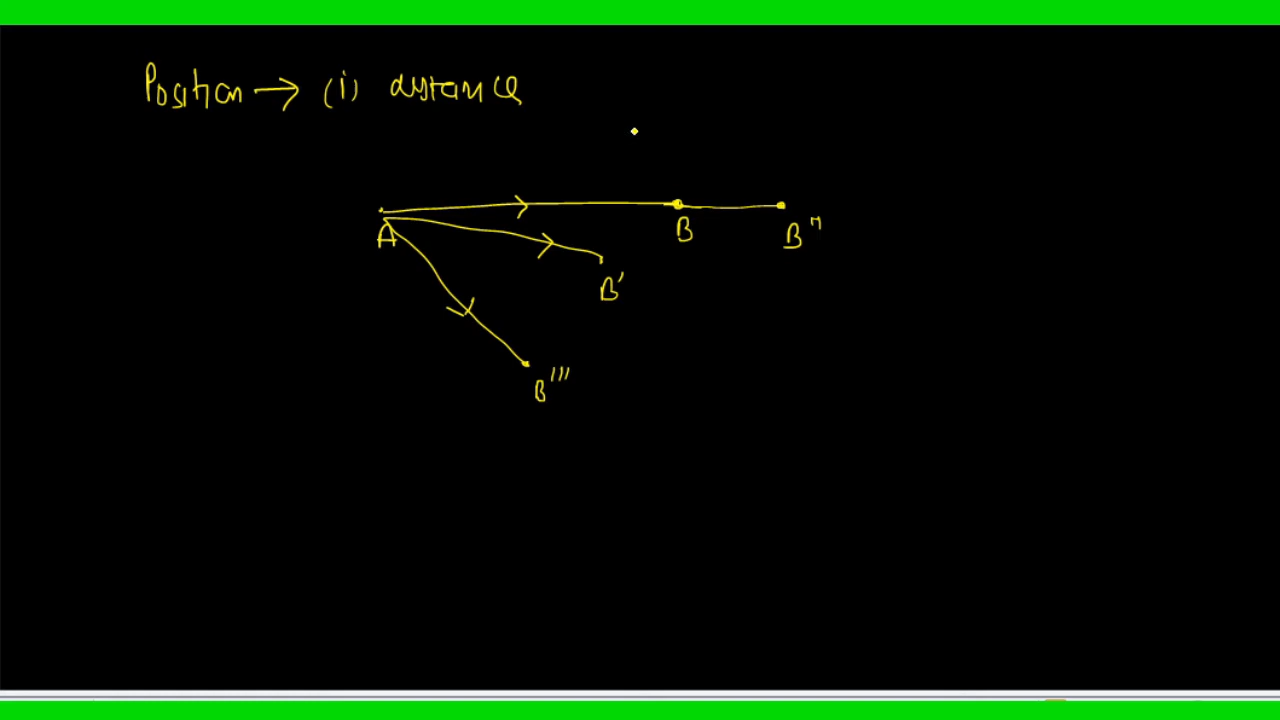 Position → (i) distance
A B B"
B'
B'''